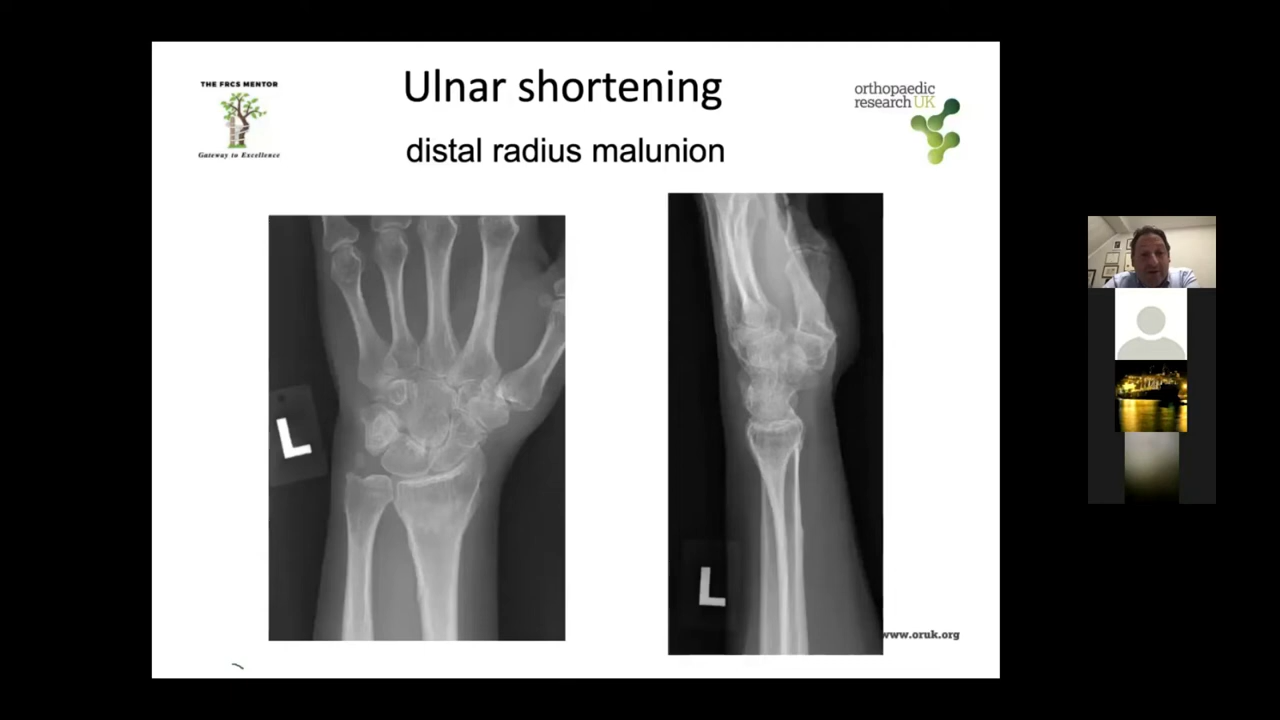 THE FRCS MENTOR
Gateway to Excellence
Ulnar shortening
distal radius malunion
orthopaedic
research UK
L
L
www.oruk.org